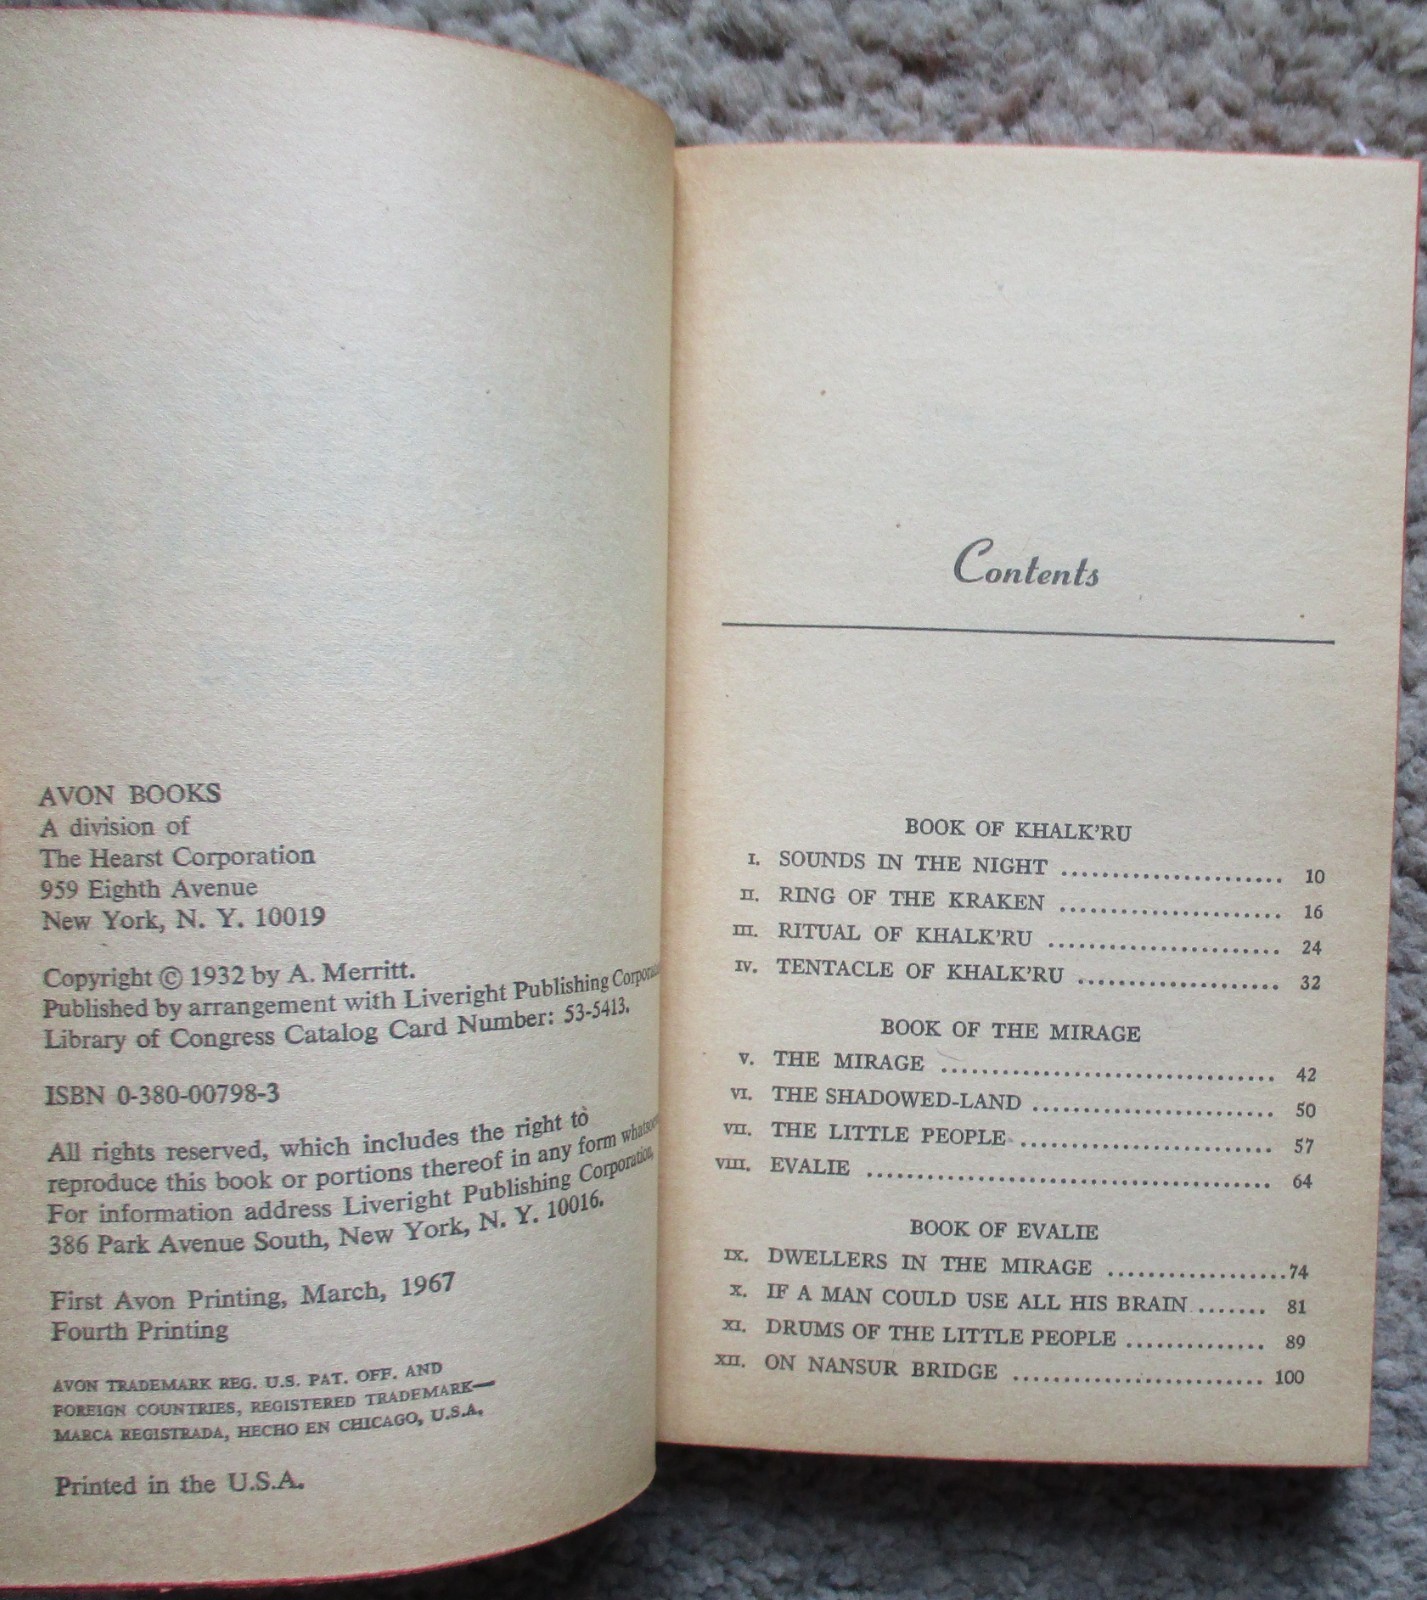 AVON BOOKS
A division of
The Hearst Corporation
959 Eighth Avenue
New York, N. Y. 10019
Copyright © 1932 by A. Merritt.
Published by arrangement with Liveright Publishing
Library of Congress Catalog Card Number: 53-5413.
ISBN 0-380-00798-3
All rights reserved, which includes the right to
reproduce this book or portions thereof in any form
For information address Liveright Publishing Corporation,
386 Park Avenue South, New York, N. Y. 10016.
First Avon Printing, March, 1967
Fourth Printing
AVON TRADEMARK REG. U.S. PAT. OFF. AND
FOREIGN COUNTRIES, REGISTERED TRADEMARK—
MARCA REGISTRADA, HECHO EN CHICAGO, U.S.A.
Printed in the U.S.A.
Contents
BOOK OF KHALK'RU
I. SOUNDS IN THE NIGHT ...................... 10
II. RING OF THE KRAKEN ...................... 16
III. RITUAL OF KHALK'RU ...................... 24
IV. TENTACLE OF KHALK'RU .................... 32
BOOK OF THE MIRAGE
V. THE MIRAGE ................................ 42
VI. THE SHADOWED-LAND ....................... 50
VII. THE LITTLE PEOPLE ........................ 57
VIII. EVALIE ...................................... 64
BOOK OF EVALIE
IX. DWELLERS IN THE MIRAGE ..................74
X. IF A MAN COULD USE ALL HIS BRAIN ....... 81
XI. DRUMS OF THE LITTLE PEOPLE .............. 89
XII. ON NANSUR BRIDGE ........................ 100